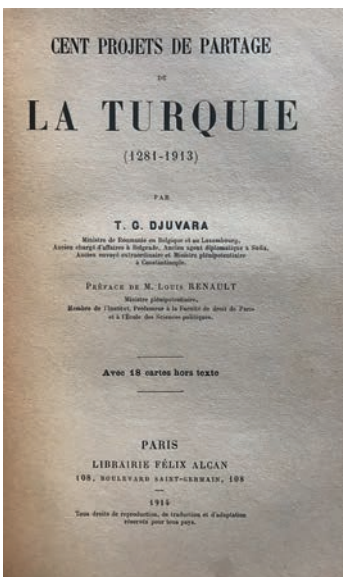 CENT PROJETS DE PARTAGE
DE
LA TURQUIE
(1281-1913)
PAR
T. G. DJUVARA
Ministre de Roumanie en Belgique et au Luxembourg,
Ancien chargé d'affaires à Belgrade, Ancien agent diplomatique à Sofia,
Ancien envoyé extraordinaire et Ministre plénipotentiaire
à Constantinople.
PRÉFACE DE M. LOUIS RENAULT
Ministre plénipotentiaire,
Membre de l'Institut, Professeur à la Faculté de droit de Paris
et à l'École des Sciences politiques.
Avec 18 cartes hors texte
PARIS
LIBRAIRIE FÉLIX ALCAN
108, BOULEVARD SAINT-GERMAIN, 108
1914
Tous droits de reproduction, de traduction et d'adaptation
réservés pour tous pays.